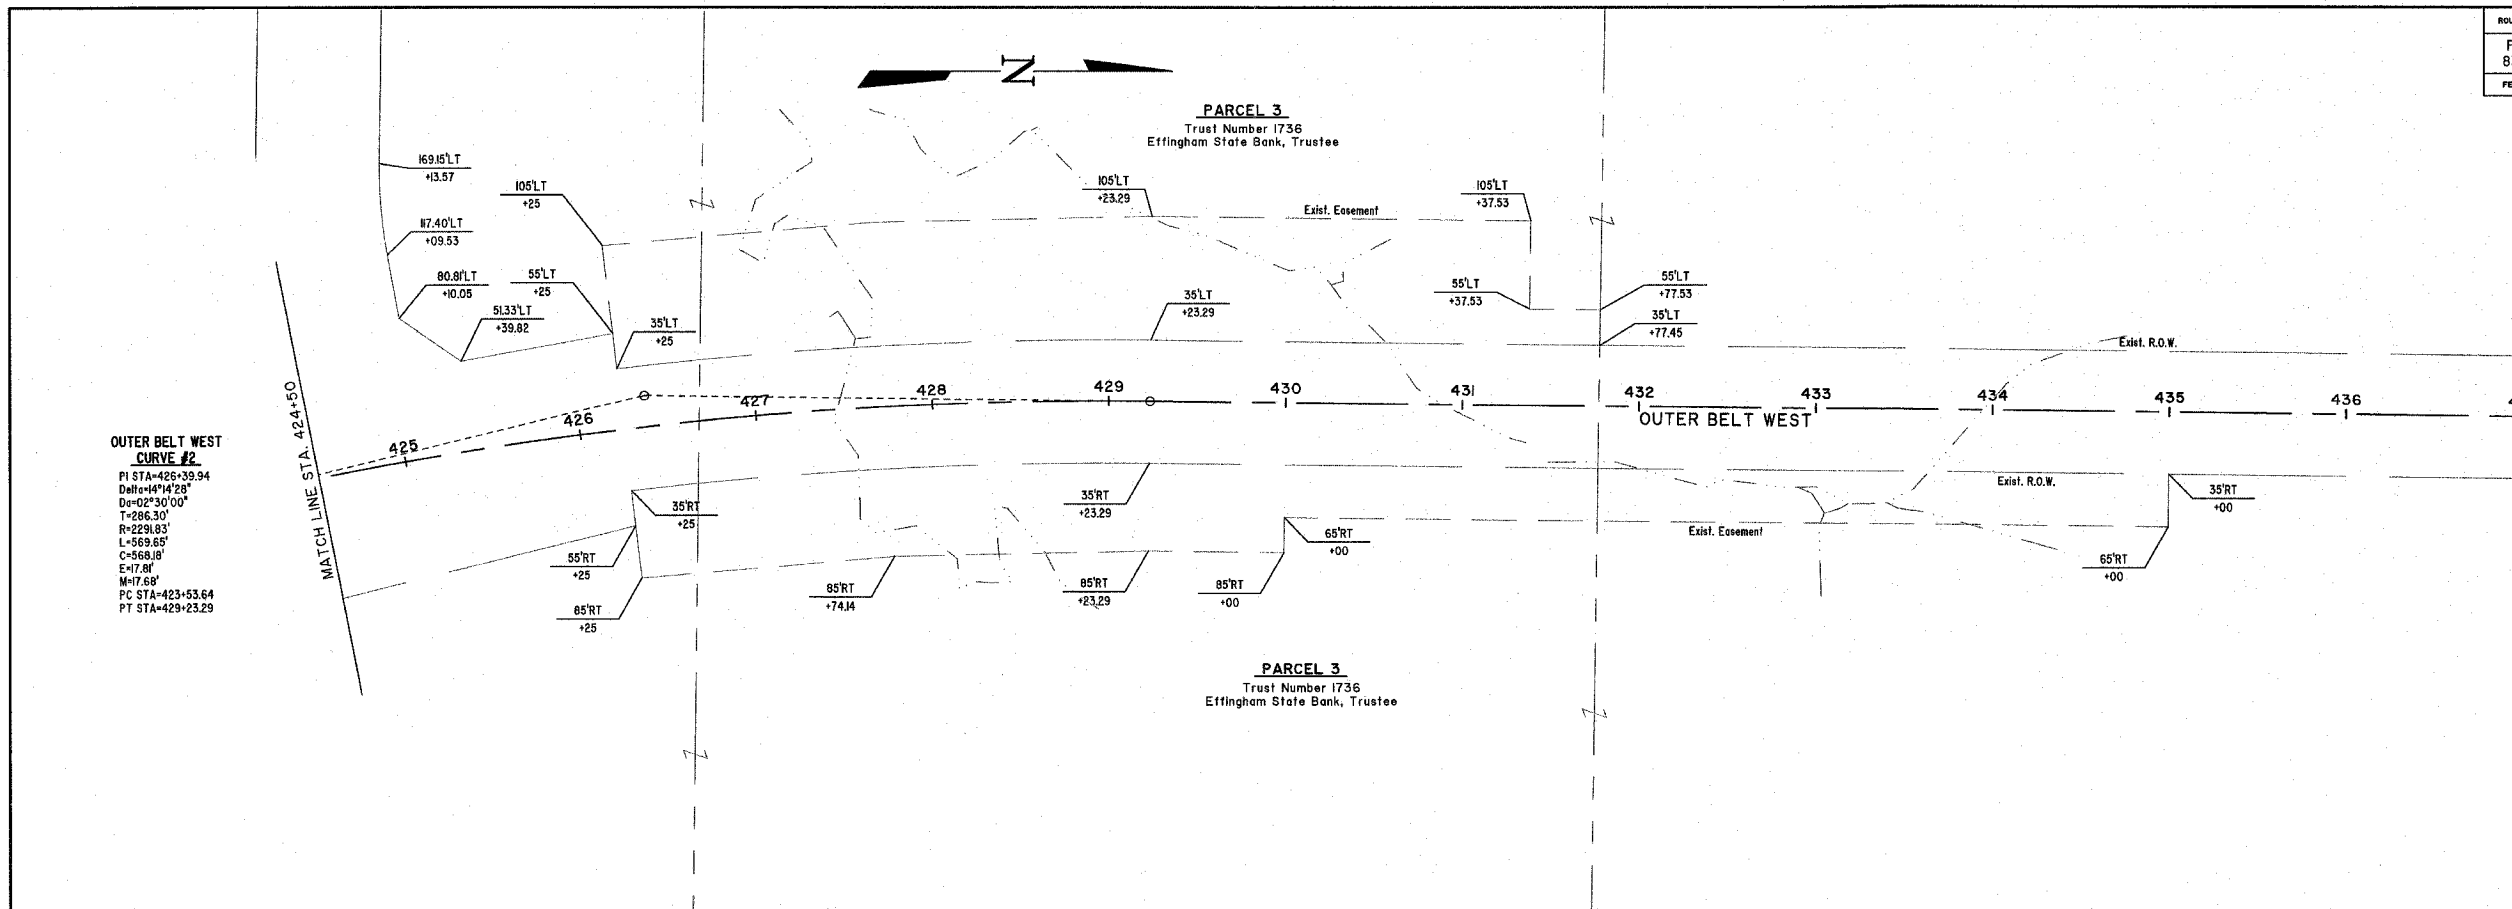 ROU
F
8
FE
N
PARCEL 3
Trust Number 1736
Effingham State Bank, Trustee
169.15'LT
+13.57
105'LT
+25
105'LT
+23.29
105'LT
+37.53
Exist. Easement
117.40'LT
+09.53
80.81'LT
+10.05
55'LT
+25
55'LT
+37.53
55'LT
+77.53
51.33'LT
+39.82
35'LT
+25
35'LT
+23.29
35'LT
+77.45
Exist. R.O.W.
425
426
427
428
429
430
431
432
433
434
435
436
OUTER BELT WEST
MATCH LINE STA. 424+50
OUTER BELT WEST
CURVE #2
PI STA=426+39.94
Delta=14°14'28"
Da=02°30'00"
T=286.30'
R=2291.83'
L=569.65'
C=568.18'
E=17.81'
M=17.68'
PC STA=423+53.64
PT STA=429+23.29
35'RT
+25
35'RT
+23.29
Exist. R.O.W.
35'RT
+00
55'RT
+25
65'RT
+00
Exist. Easement
65'RT
+00
85'RT
+25
85'RT
+74.14
85'RT
+23.29
85'RT
+00
PARCEL 3
Trust Number 1736
Effingham State Bank, Trustee